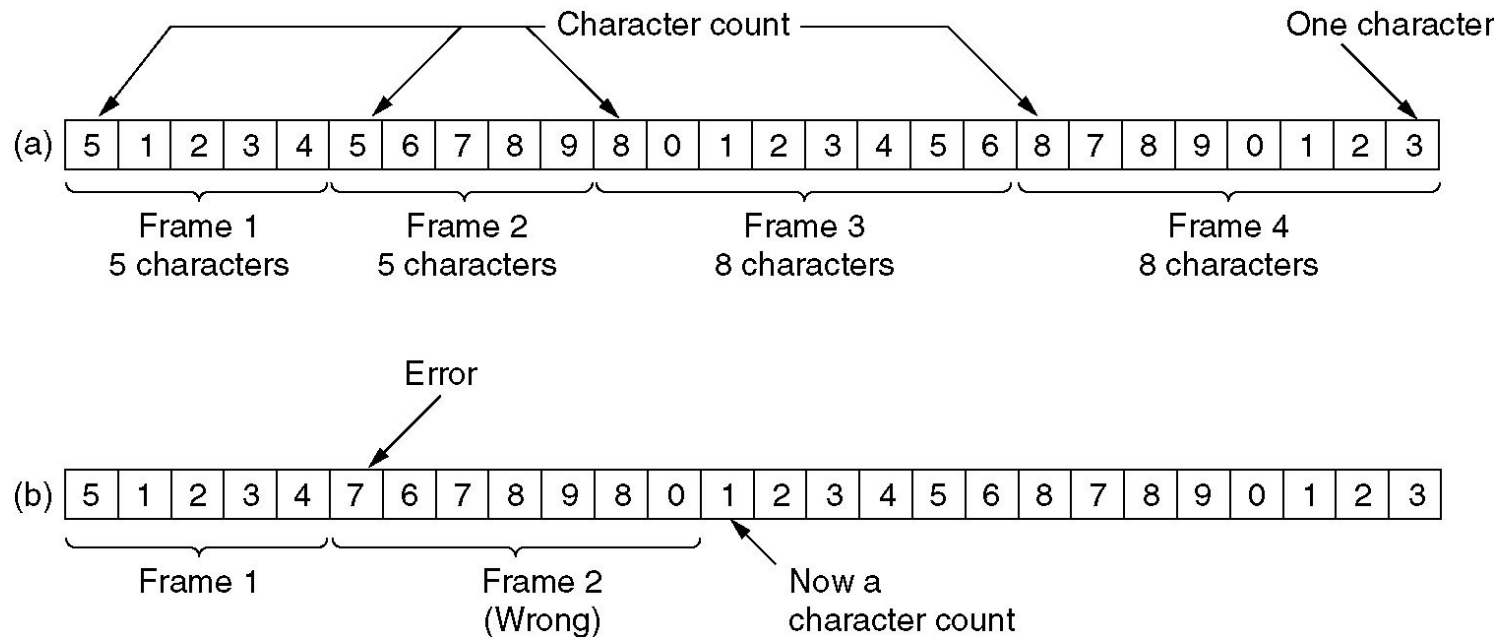 Character count
One character
(a) 5 1 2 3 4 5 6 7 8 9 8 0 1 2 3 4 5 6 8 7 8 9 0 1 2 3
Frame 1
5 characters
Frame 2
5 characters
Frame 3
8 characters
Frame 4
8 characters
Error
(b) 5 1 2 3 4 7 6 7 8 9 8 0 1 2 3 4 5 6 8 7 8 9 0 1 2 3
Frame 1
Frame 2
(Wrong)
Now a
character count